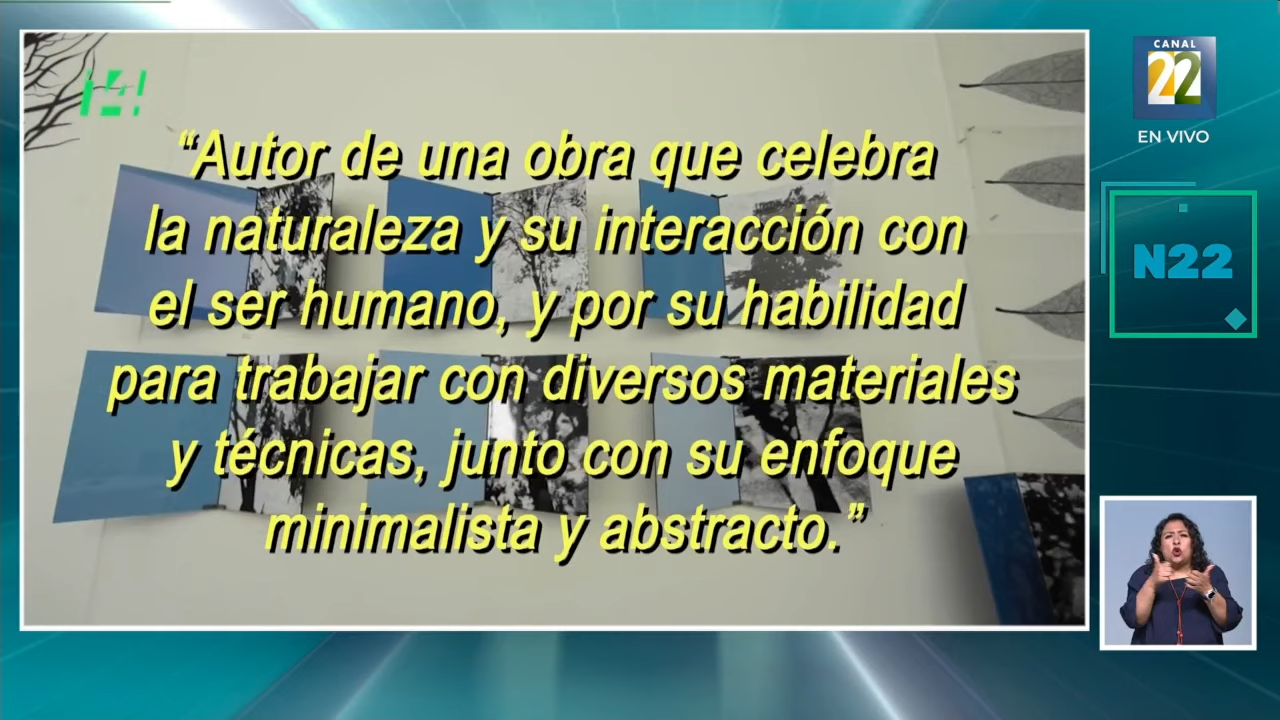 CANAL
22
EN VIVO
N22
“Autor de una obra que celebra
la naturaleza y su interacción con
el ser humano, y por su habilidad
para trabajar con diversos materiales
y técnicas, junto con su enfoque
minimalista y abstracto.”